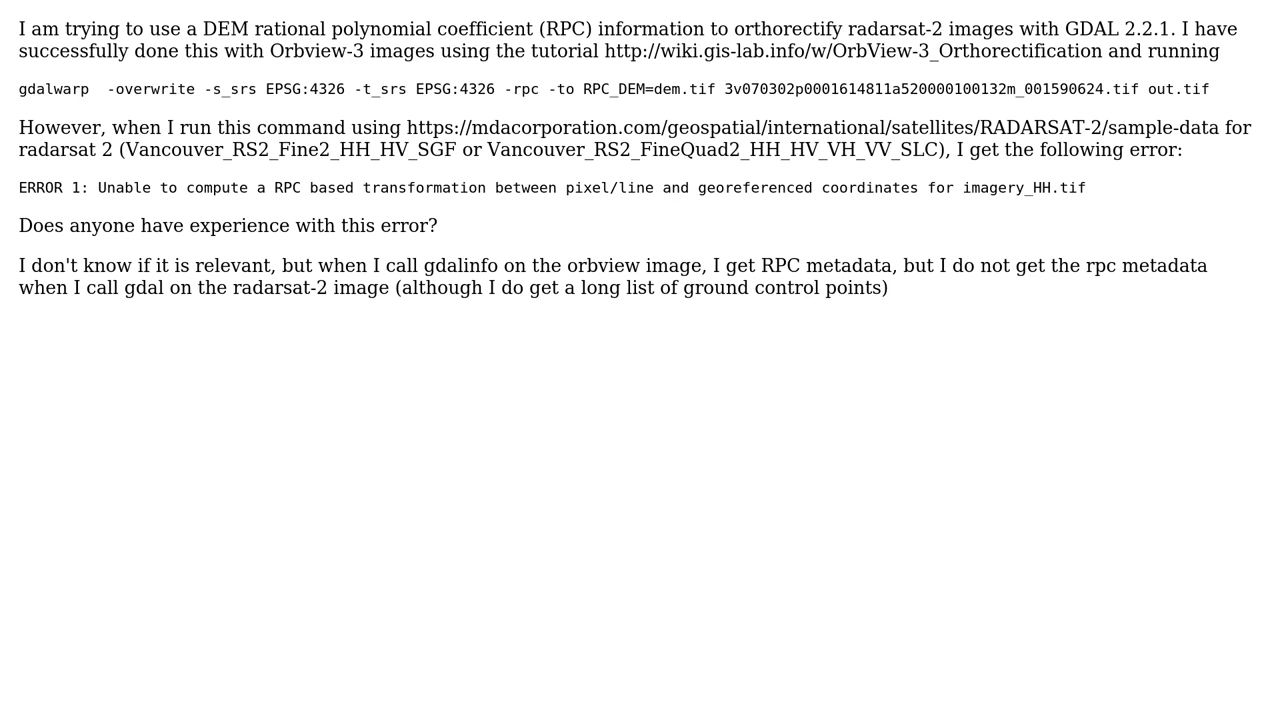 I am trying to use a DEM rational polynomial coefficient (RPC) information to orthorectify radarsat-2 images with GDAL 2.2.1. I have
successfully done this with Orbview-3 images using the tutorial http://wiki.gis-lab.info/w/OrbView-3_Orthorectification and running
gdalwarp  -overwrite -s_srs EPSG:4326 -t_srs EPSG:4326 -rpc -to RPC_DEM=dem.tif 3v070302p0001614811a520000100132m_001590624.tif out.tif
However, when I run this command using https://mdacorporation.com/geospatial/international/satellites/RADARSAT-2/sample-data for
radarsat 2 (Vancouver_RS2_Fine2_HH_HV_SGF or Vancouver_RS2_FineQuad2_HH_HV_VH_VV_SLC), I get the following error:
ERROR 1: Unable to compute a RPC based transformation between pixel/line and georeferenced coordinates for imagery_HH.tif
Does anyone have experience with this error?
I don't know if it is relevant, but when I call gdalinfo on the orbview image, I get RPC metadata, but I do not get the rpc metadata
when I call gdal on the radarsat-2 image (although I do get a long list of ground control points)